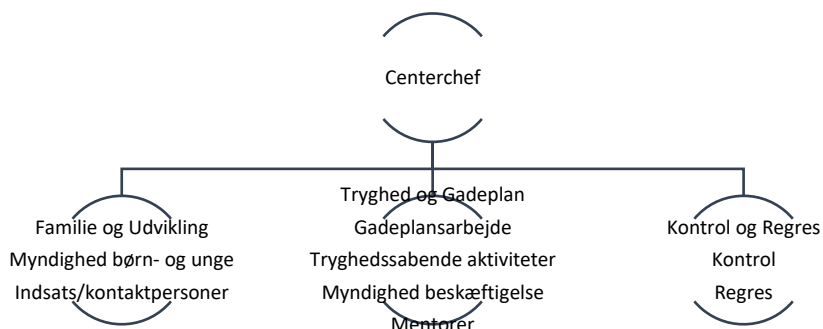 Centerchef
Familie og Udvikling
Myndighed børn- og unge
Indsats/kontaktpersoner
Tryghed og Gadeplan
Gadeplansarbejde
Tryghedssabende aktiviteter
Myndighed beskæftigelse
Mentorer
Kontrol og Regres
Kontrol
Regres